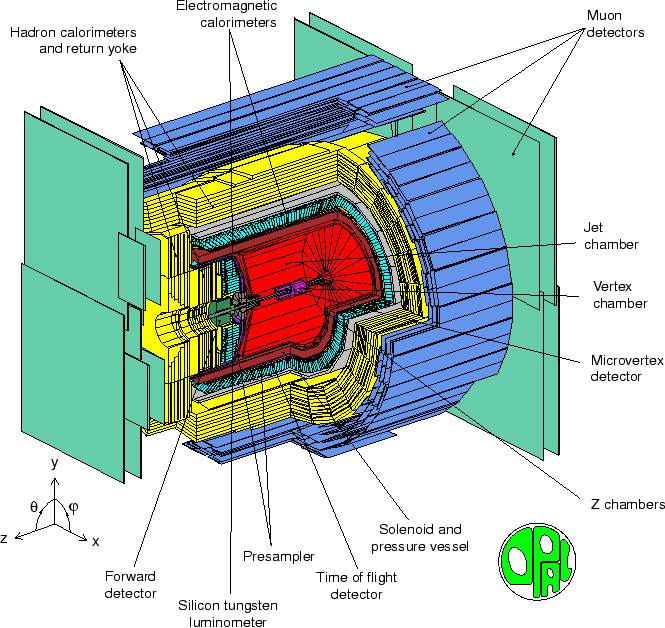 Electromagnetic
calorimeters
Hadron calorimeters
and return yoke
Muon
detectors
Jet
chamber
Vertex
chamber
Microvertex
detector
Z chambers
Solenoid and
pressure vessel
Time of flight
detector
Presampler
Silicon tungsten
luminometer
Forward
detector
y
θ
φ
z
x
OPAL